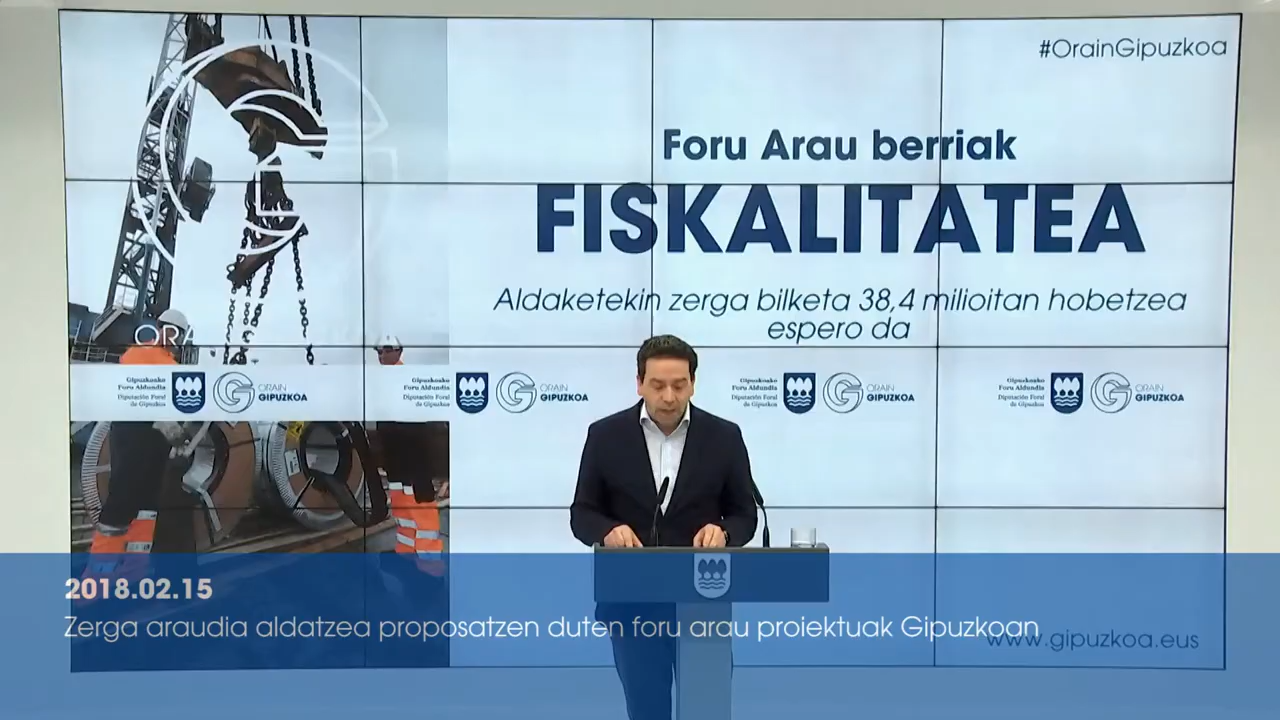 #OrainGipuzkoa
Foru Arau berriak
FISKALITATEA
Aldaketekin zerga bilketa 38,4 milioitan hobetzea
espero da
ORA
Gipuzkoako
Foru Aldundia
Diputación Foral
de Gipuzkoa
ORAIN
GIPUZKOA
Gipuzkoako
Foru Aldundia
Diputación Foral
de Gipuzkoa
ORAIN
GIPUZKOA
Gipuzkoako
Foru Aldundia
Diputación Foral
de Gipuzkoa
ORAIN
GIPUZKOA
Gipuzkoako
Foru Aldundia
Diputación Foral
de Gipuzkoa
ORAIN
GIPUZKOA
2018.02.15
Zerga araudia aldatzea proposatzen duten foru arau proiektuak Gipuzkoan
www.gipuzkoa.eus